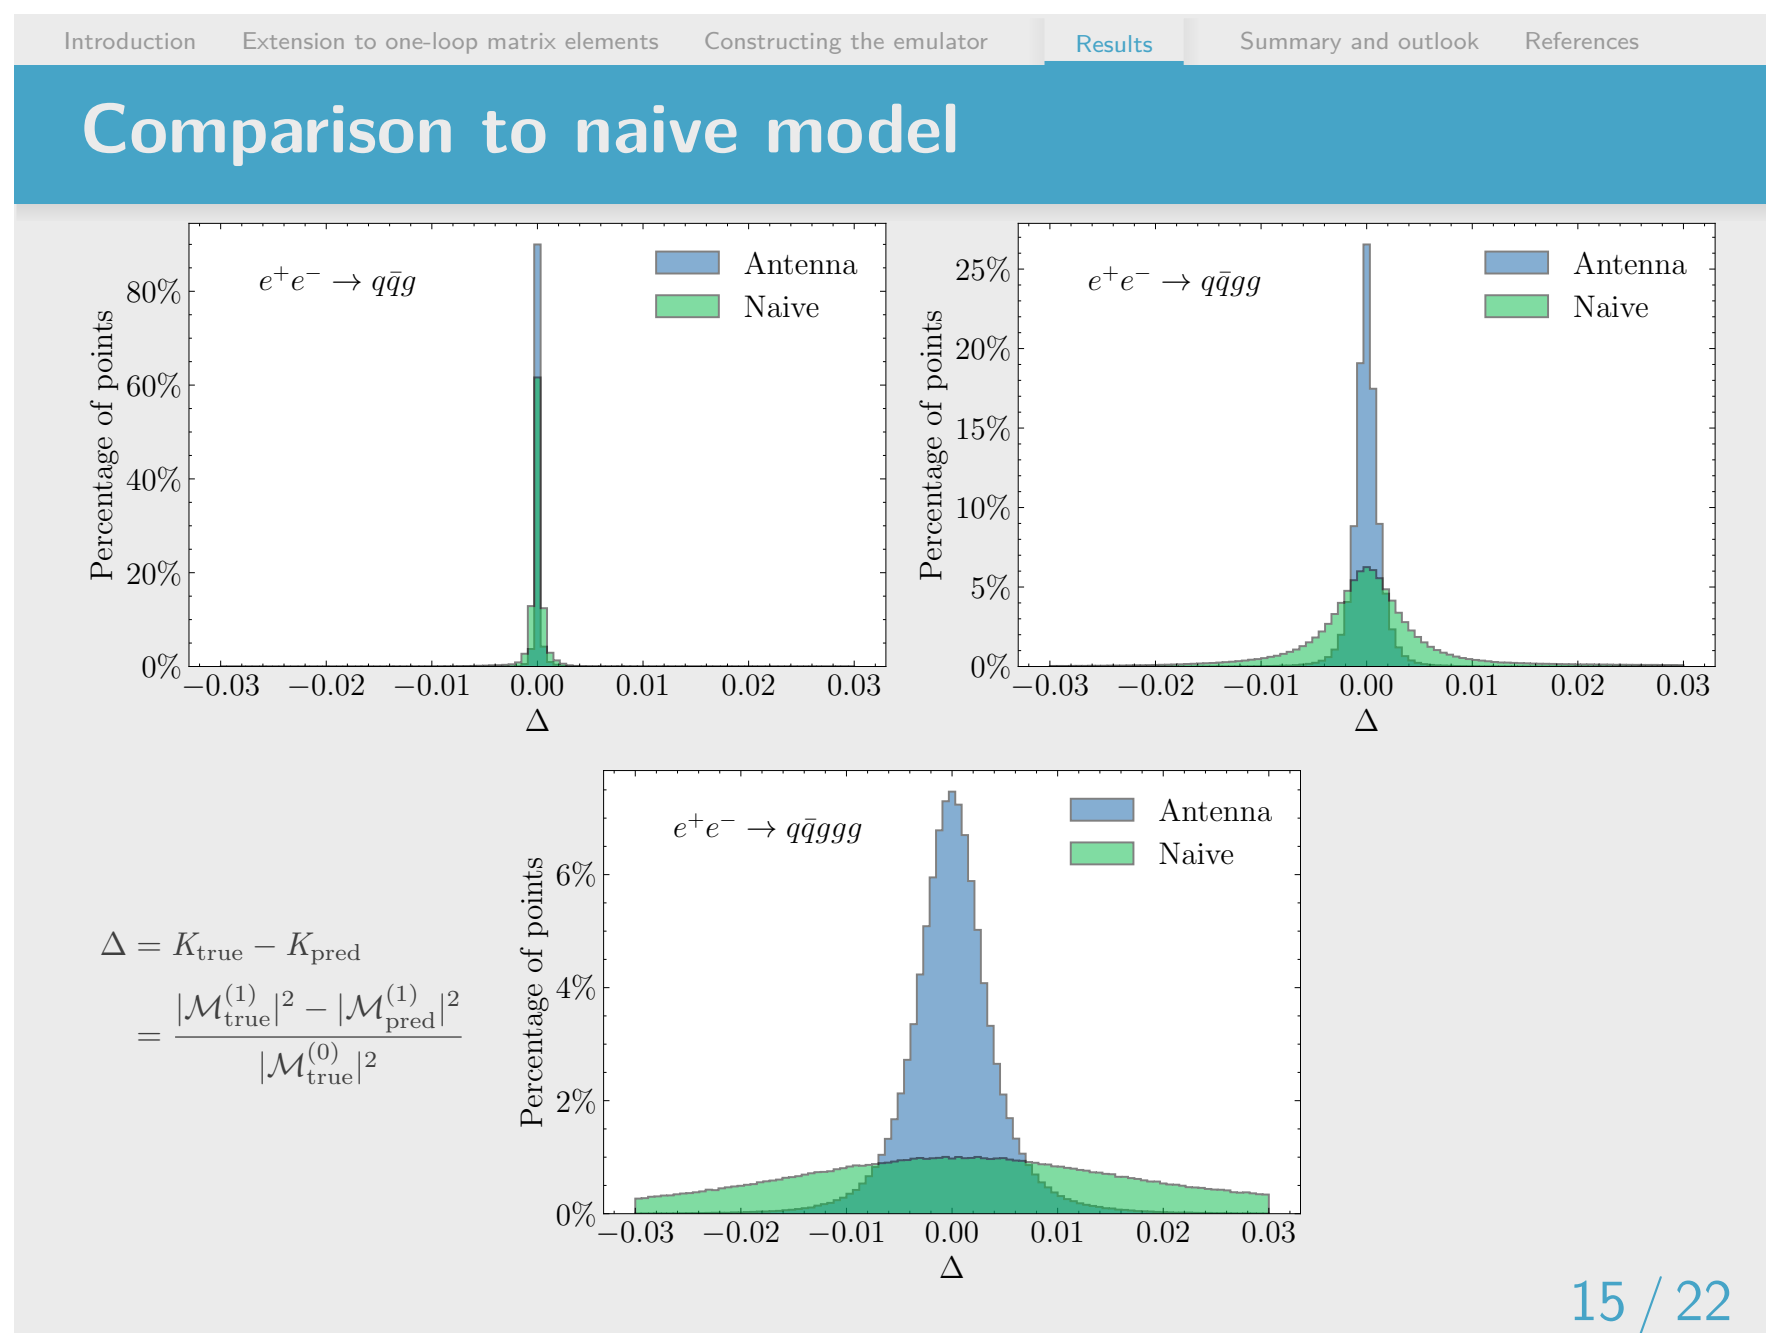 Introduction Extension to one-loop matrix elements Constructing the emulator Results Summary and outlook References
Comparison to naive model
e⁺e⁻ → qq̄g
Antenna
Naive
Percentage of points
80%
60%
40%
20%
0%
−0.03 −0.02 −0.01 0.00 0.01 0.02 0.03
Δ
e⁺e⁻ → qq̄gg
Antenna
Naive
Percentage of points
25%
20%
15%
10%
5%
0%
−0.03 −0.02 −0.01 0.00 0.01 0.02 0.03
Δ
Δ = K_true − K_pred
= (|ℳ^(1)_true|² − |ℳ^(1)_pred|²) / |ℳ^(0)_true|²
e⁺e⁻ → qq̄ggg
Antenna
Naive
Percentage of points
6%
4%
2%
0%
−0.03 −0.02 −0.01 0.00 0.01 0.02 0.03
Δ
15 / 22